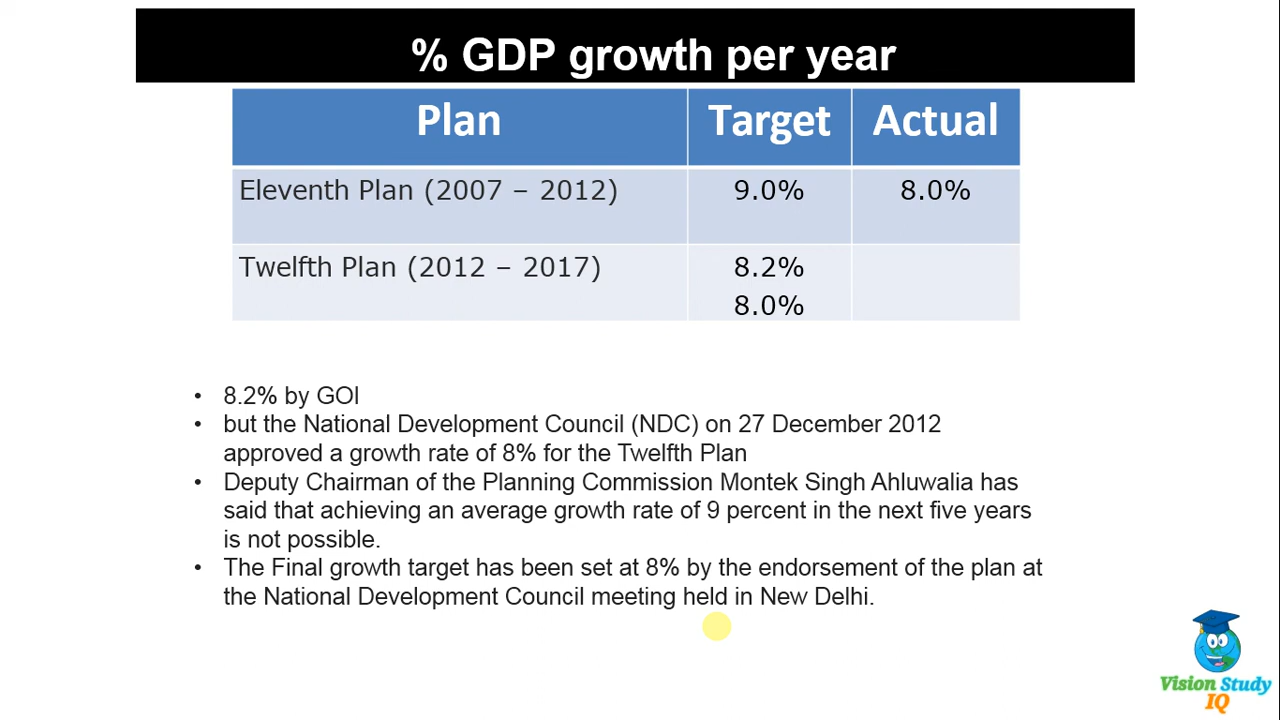 % GDP growth per year
Plan Target Actual
Eleventh Plan (2007 – 2012) 9.0% 8.0%
Twelfth Plan (2012 – 2017) 8.2%
8.0%
• 8.2% by GOI
• but the National Development Council (NDC) on 27 December 2012
approved a growth rate of 8% for the Twelfth Plan
• Deputy Chairman of the Planning Commission Montek Singh Ahluwalia has
said that achieving an average growth rate of 9 percent in the next five years
is not possible.
• The Final growth target has been set at 8% by the endorsement of the plan at
the National Development Council meeting held in New Delhi.
Vision Study
IQ